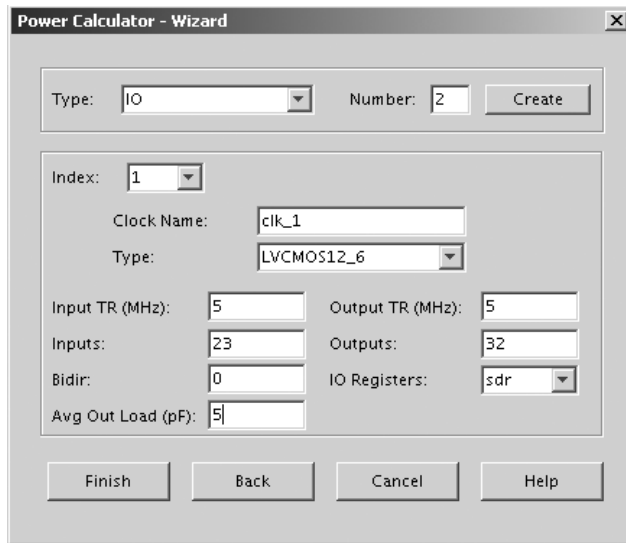 Power Calculator - Wizard
Type: IO Number: 2 Create
Index: 1
Clock Name: clk_1
Type: LVCMOS12_6
Input TR (MHz): 5 Output TR (MHz): 5
Inputs: 23 Outputs: 32
Bidir: 0 IO Registers: sdr
Avg Out Load (pF): 5
Finish Back Cancel Help